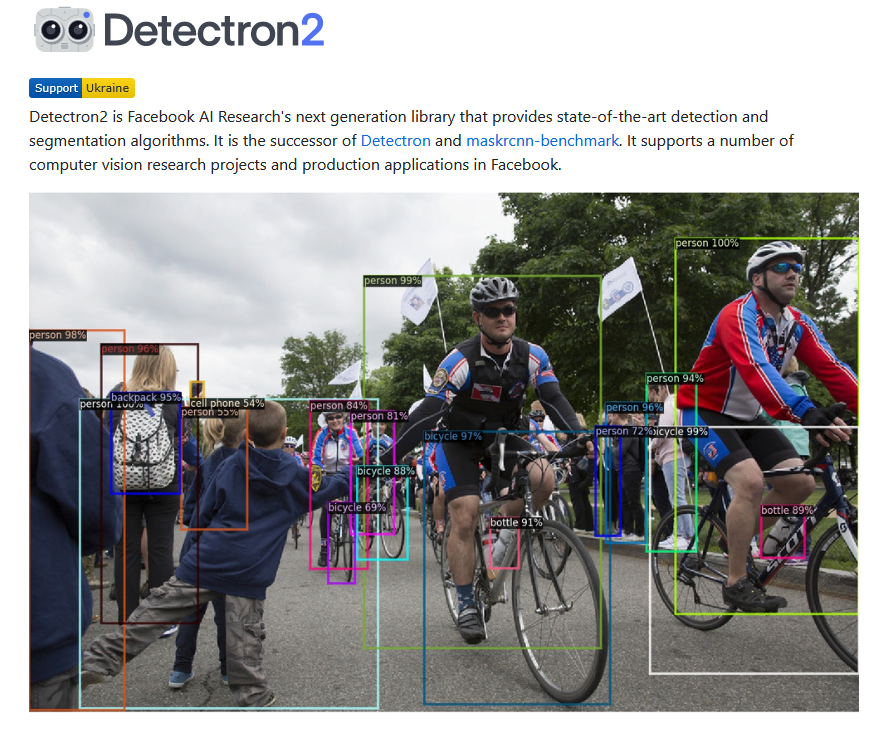 Detectron2
Support Ukraine
Detectron2 is Facebook AI Research's next generation library that provides state-of-the-art detection and
segmentation algorithms. It is the successor of Detectron and maskrcnn-benchmark. It supports a number of
computer vision research projects and production applications in Facebook.
person 100%
person 99%
person 98%
person 96%
person 94%
backpack 95%
person 100%
cell phone 54%
person 84%
person 96%
person 55%
person 81%
bicycle 97%
person 72%
bicycle 99%
bicycle 88%
bicycle 69%
bottle 91%
bottle 89%